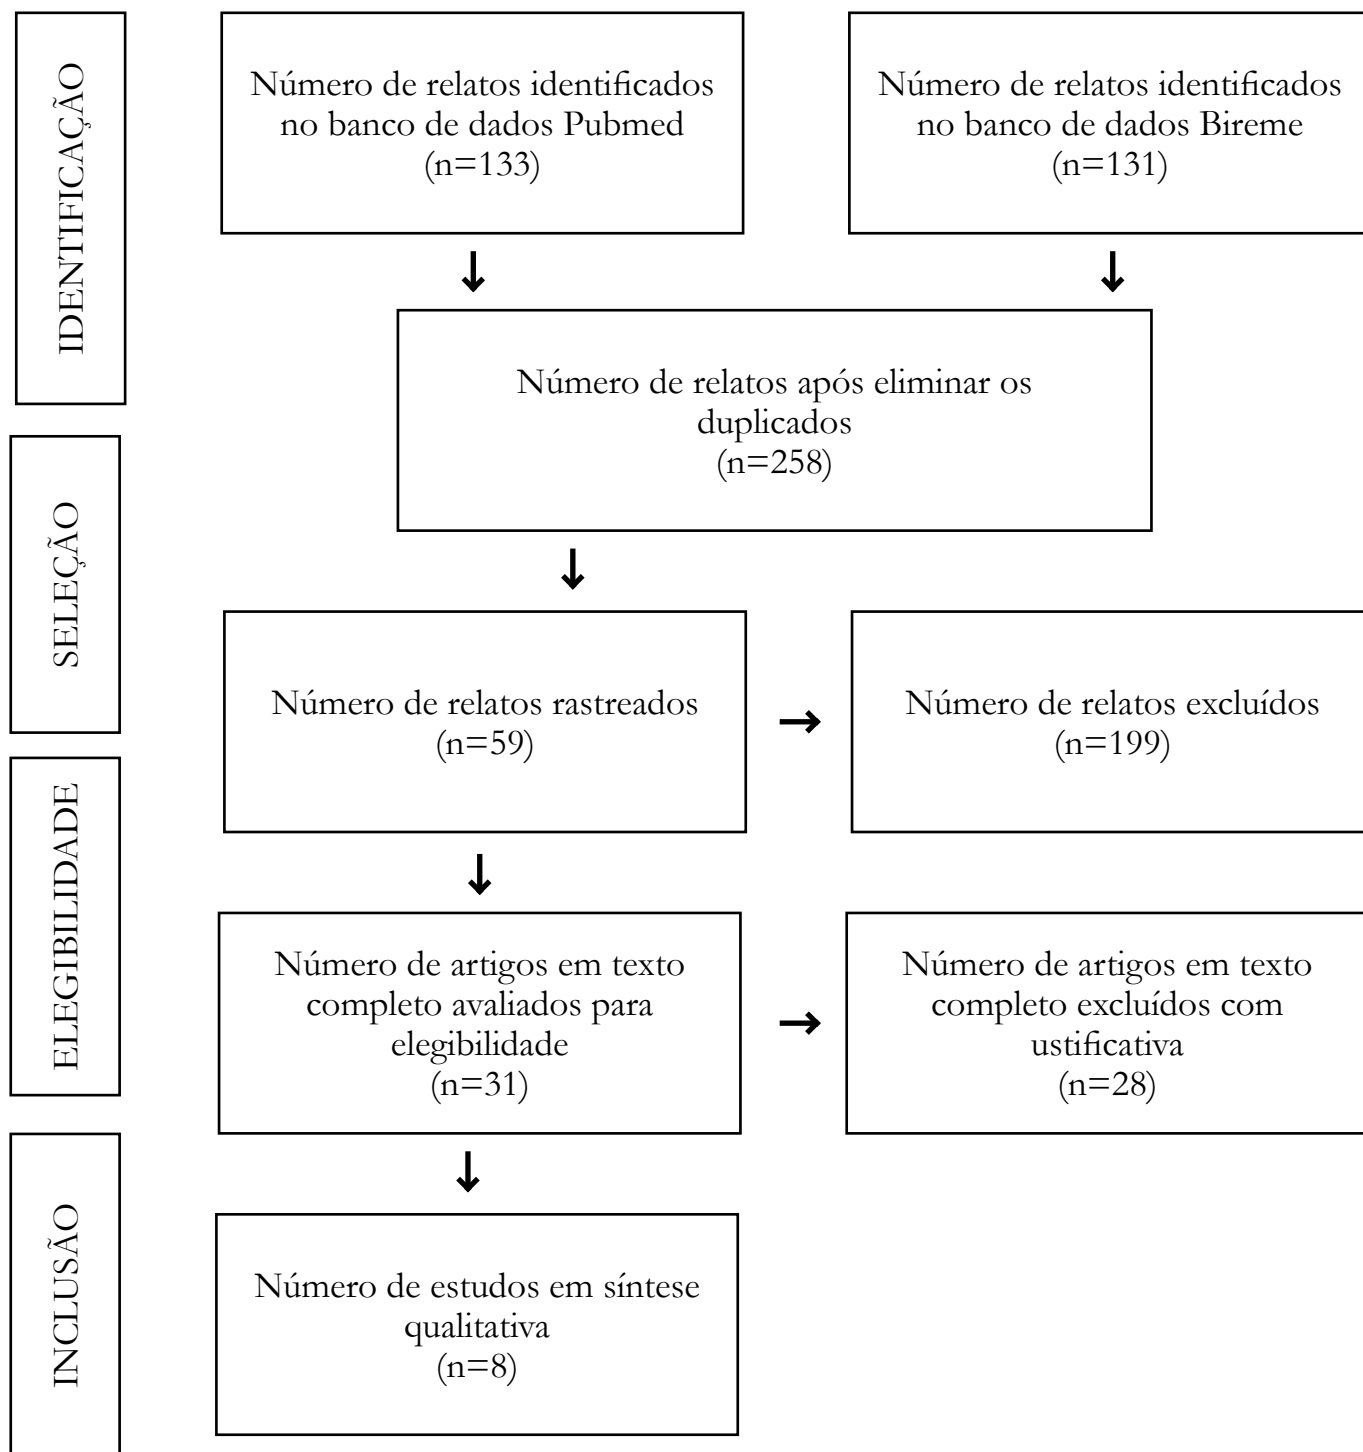 IDENTIFICAÇÃO
Número de relatos identificados
no banco de dados Pubmed
(n=133)
Número de relatos identificados
no banco de dados Bireme
(n=131)
Número de relatos após eliminar os
duplicados
(n=258)
SELEÇÃO
Número de relatos rastreados
(n=59)
Número de relatos excluídos
(n=199)
ELEGIBILIDADE
Número de artigos em texto
completo avaliados para
elegibilidade
(n=31)
Número de artigos em texto
completo excluídos com
ustificativa
(n=28)
INCLUSÃO
Número de estudos em síntese
qualitativa
(n=8)